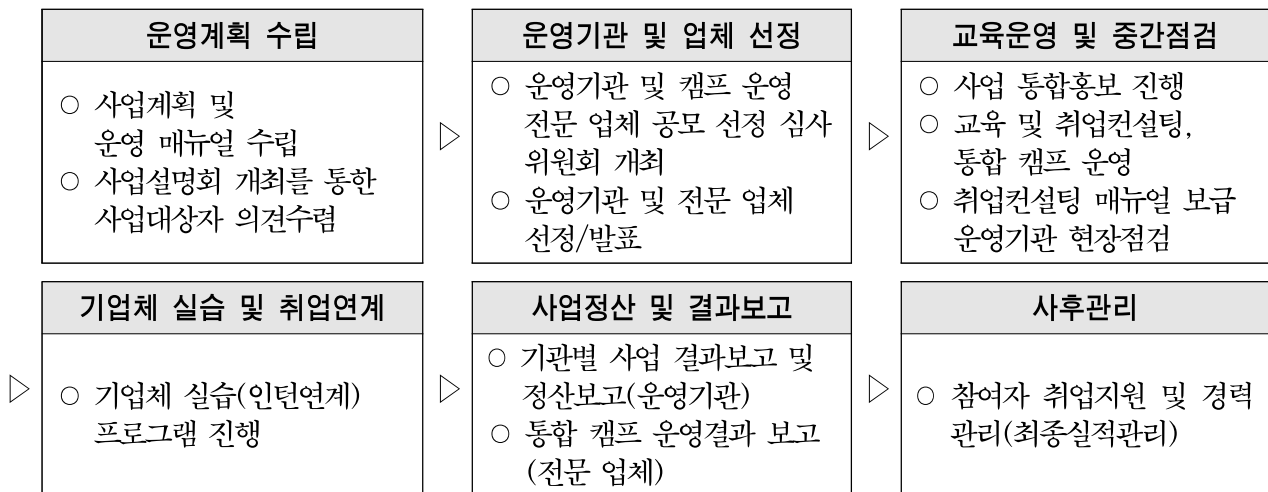 운영계획 수립
○ 사업계획 및
운영 매뉴얼 수립
○ 사업설명회 개최를 통한
사업대상자 의견수렴
▷
운영기관 및 업체 선정
○ 운영기관 및 캠프 운영
전문 업체 공모 선정 심사
위원회 개최
○ 운영기관 및 전문 업체
선정/발표
▷
교육운영 및 중간점검
○ 사업 통합홍보 진행
○ 교육 및 취업컨설팅,
통합 캠프 운영
○ 취업컨설팅 매뉴얼 보급
운영기관 현장점검
▷
기업체 실습 및 취업연계
○ 기업체 실습(인턴연계)
프로그램 진행
▷
사업정산 및 결과보고
○ 기관별 사업 결과보고 및
정산보고(운영기관)
○ 통합 캠프 운영결과 보고
(전문 업체)
▷
사후관리
○ 참여자 취업지원 및 경력
관리(최종실적관리)